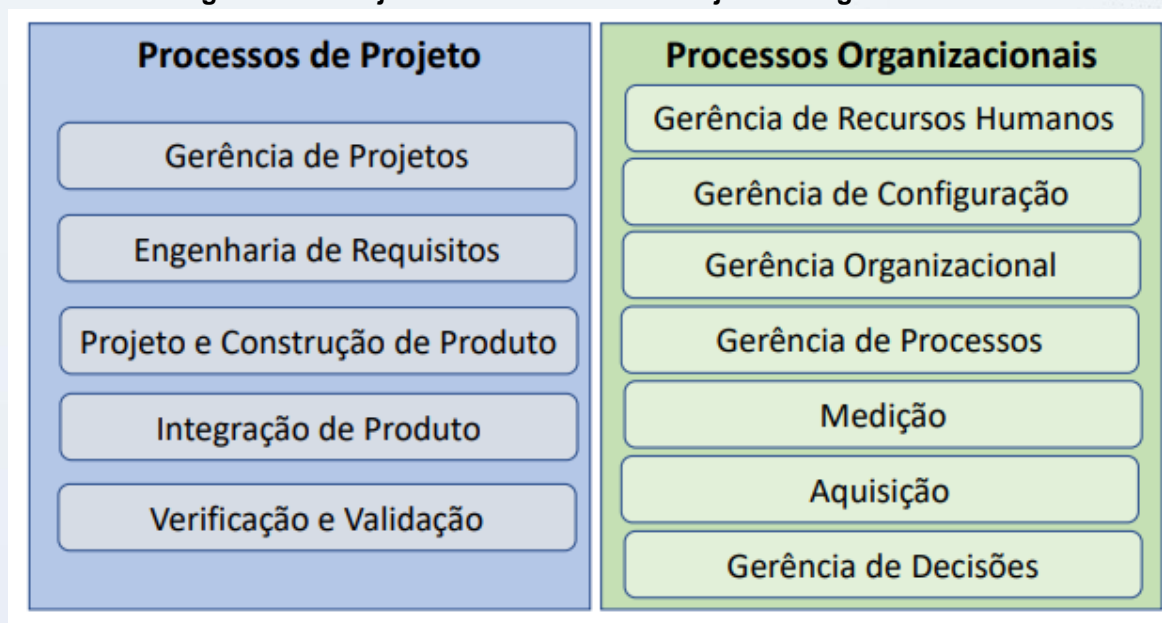 Processos de Projeto
Gerência de Projetos
Engenharia de Requisitos
Projeto e Construção de Produto
Integração de Produto
Verificação e Validação
Processos Organizacionais
Gerência de Recursos Humanos
Gerência de Configuração
Gerência Organizacional
Gerência de Processos
Medição
Aquisição
Gerência de Decisões